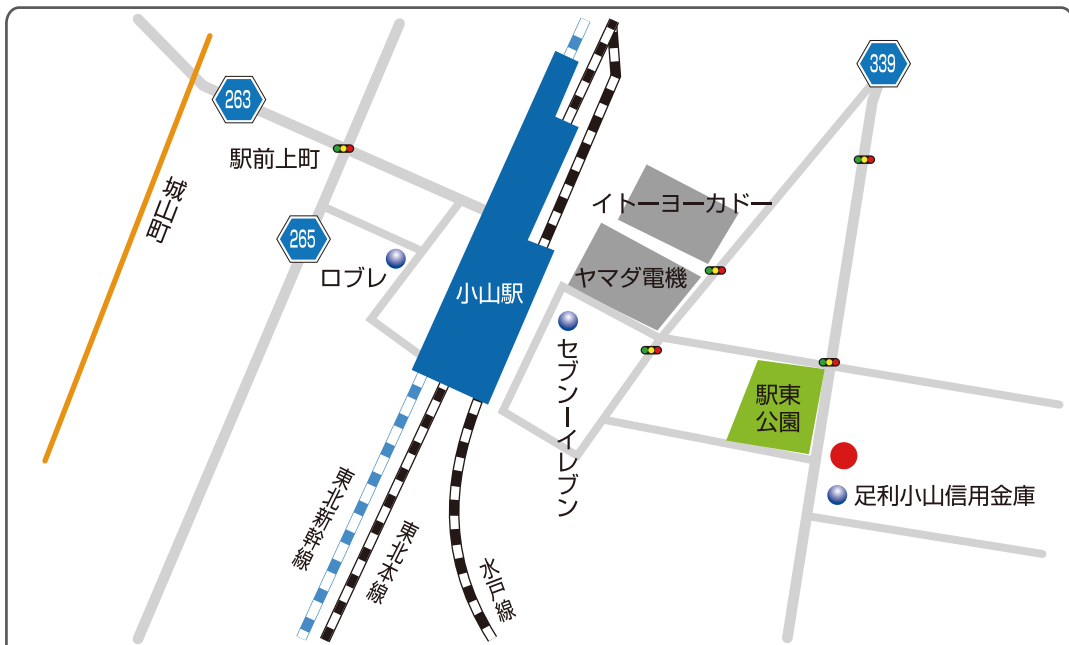 339
263
駅前上町
城山町
イトーヨーカドー
265
ロブレ
ヤマダ電機
小山駅
セブンーイレブン
駅東
公園
足利小山信用金庫
東北新幹線
東北本線
水戸線